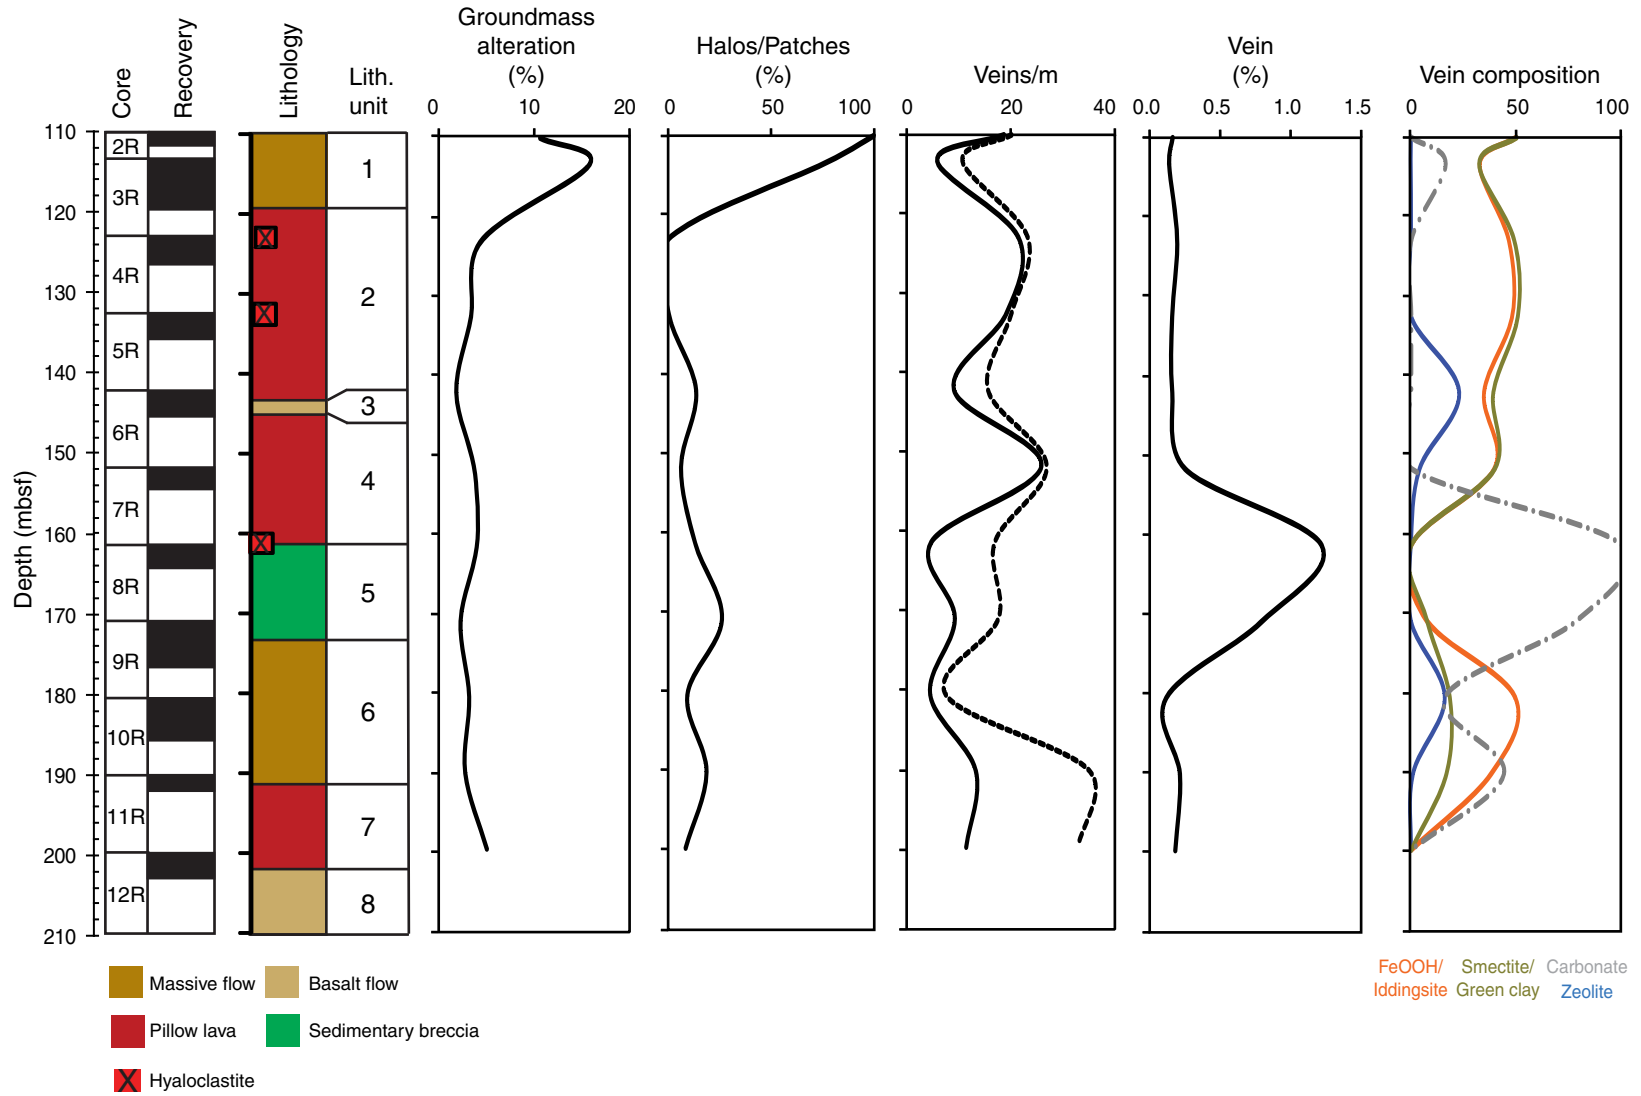 Core
Recovery
Lithology
Lith.
unit
Groundmass
alteration
(%)
Halos/Patches
(%)
Veins/m
Vein
(%)
Vein composition
0 10 20
0 50 100
0 20 40
0.0 0.5 1.0 1.5
0 50 100
Depth (mbsf)
110
120
130
140
150
160
170
180
190
200
210
2R
3R
4R
5R
6R
7R
8R
9R
10R
11R
12R
1
2
3
4
5
6
7
8
FeOOH/
Iddingsite
Smectite/
Green clay
Carbonate
Zeolite
Massive flow
Basalt flow
Pillow lava
Sedimentary breccia
Hyaloclastite